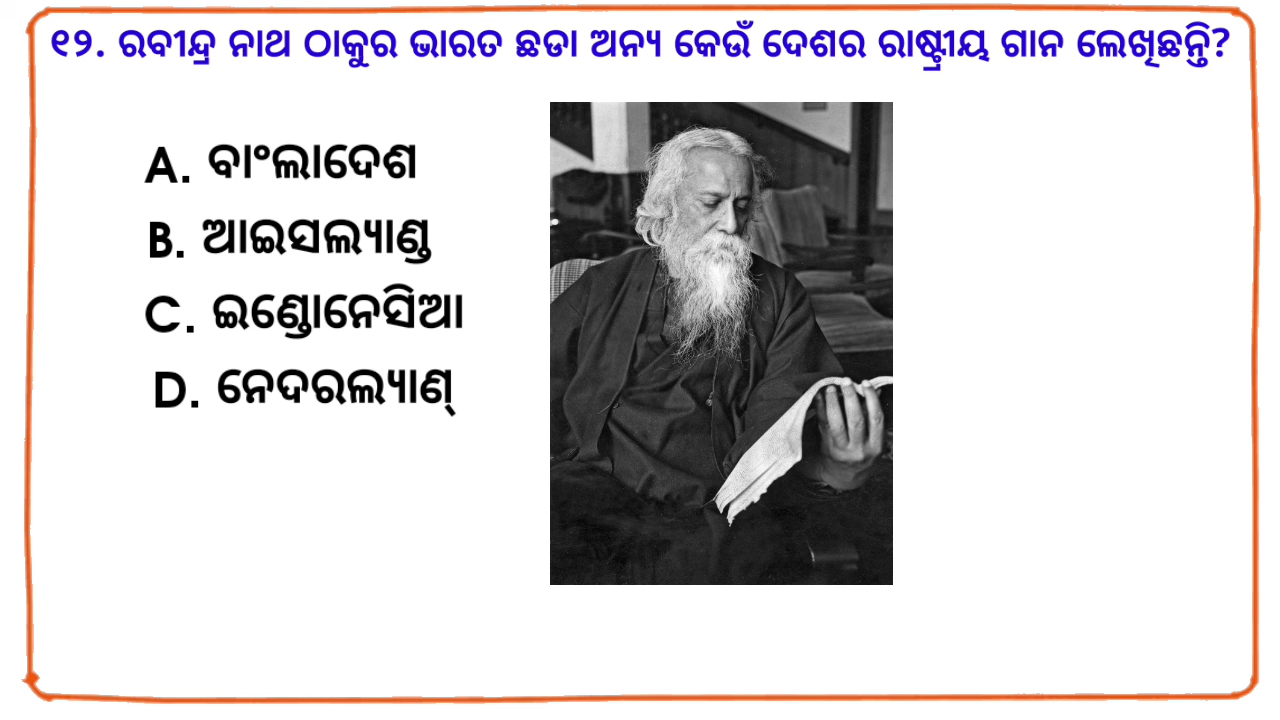 ୧୨. ରବୀନ୍ଦ୍ର ନାଥ ଠାକୁର ଭାରତ ଛଡା ଅନ୍ୟ କେଉଁ ଦେଶର ରାଷ୍ଟ୍ରୀୟ ଗାନ ଲେଖିଛନ୍ତି?
A. ବାଂଲାଦେଶ
B. ଆଇସଲ୍ୟାଣ୍ଡ
C. ଇଣ୍ଡୋନେସିଆ
D. ନେଦରଲ୍ୟାଣ୍